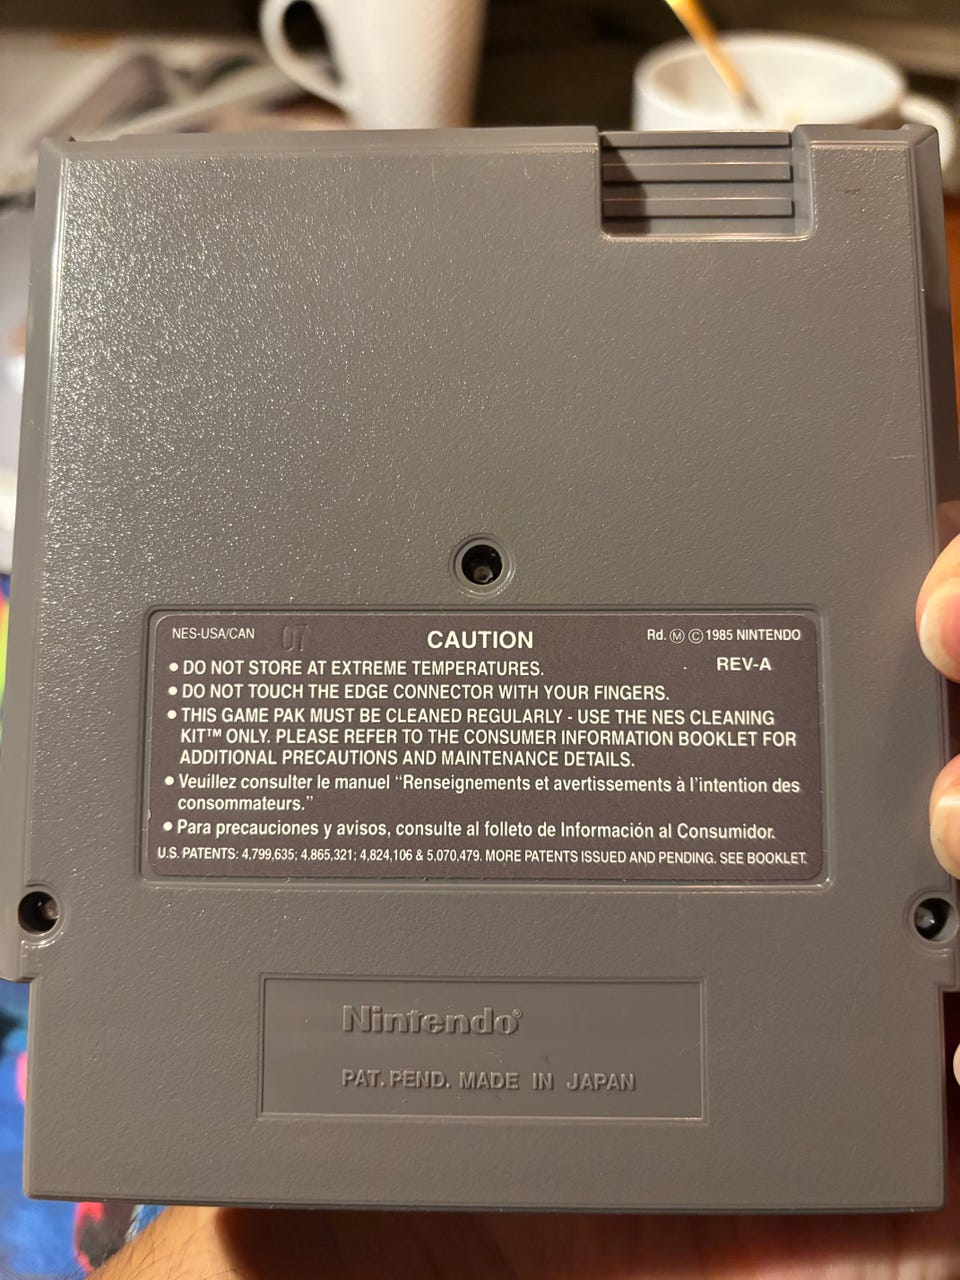 NES-USA/CAN 07 CAUTION Rd. Ⓜ © 1985 NINTENDO
• DO NOT STORE AT EXTREME TEMPERATURES. REV-A
• DO NOT TOUCH THE EDGE CONNECTOR WITH YOUR FINGERS.
• THIS GAME PAK MUST BE CLEANED REGULARLY - USE THE NES CLEANING
KIT™ ONLY. PLEASE REFER TO THE CONSUMER INFORMATION BOOKLET FOR
ADDITIONAL PRECAUTIONS AND MAINTENANCE DETAILS.
• Veuillez consulter le manuel “Renseignements et avertissements à l’intention des
consommateurs.”
• Para precauciones y avisos, consulte al folleto de Información al Consumidor.
U.S. PATENTS: 4,799,635; 4,865,321; 4,824,106 & 5,070,479. MORE PATENTS ISSUED AND PENDING. SEE BOOKLET.
Nintendo®
PAT. PEND. MADE IN JAPAN